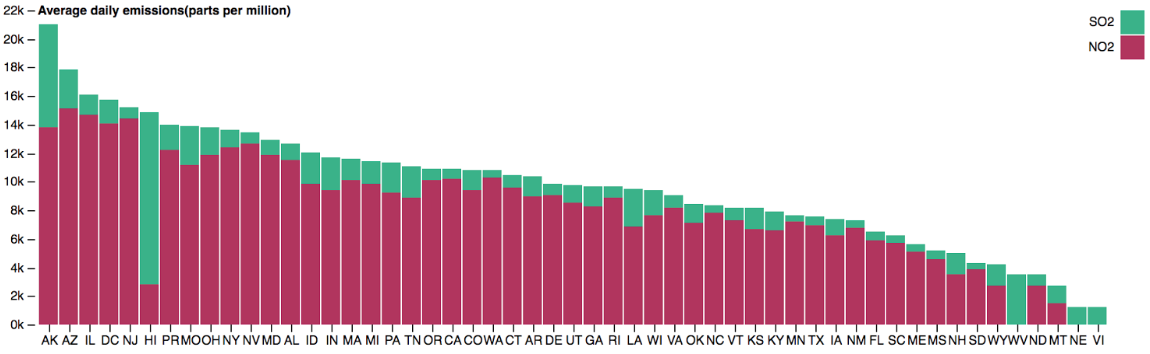 Average daily emissions(parts per million)
SO2
NO2
22k
20k
18k
16k
14k
12k
10k
8k
6k
4k
2k
0k
AK AZ IL DC NJ HI PR MO OH NY NV MD AL ID IN MA MI PA TN OR CA CO WA CT AR DE UT GA RI LA WI VA OK NC VT KS KY MN TX IA NM FL SC ME MS NH SD WY WV ND MT NE VI